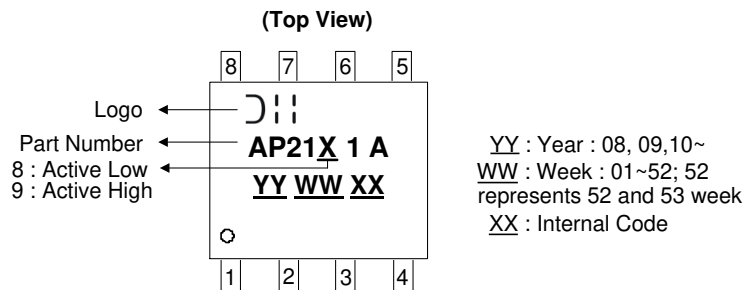 (Top View)
8 7 6 5
Logo
Part Number
8 : Active Low
9 : Active High
AP21X 1 A
YY WW XX
1 2 3 4
YY : Year : 08, 09,10~
WW : Week : 01~52; 52
represents 52 and 53 week
XX : Internal Code